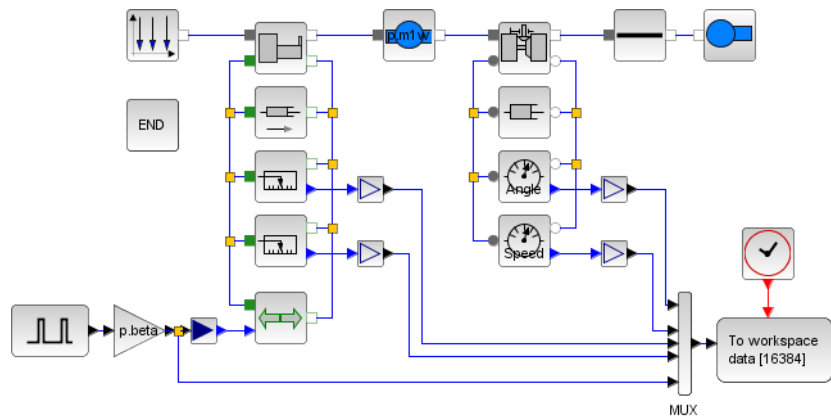 p.m1w
END
Angle
Speed
p.beta
To workspace
data [16384]
MUX